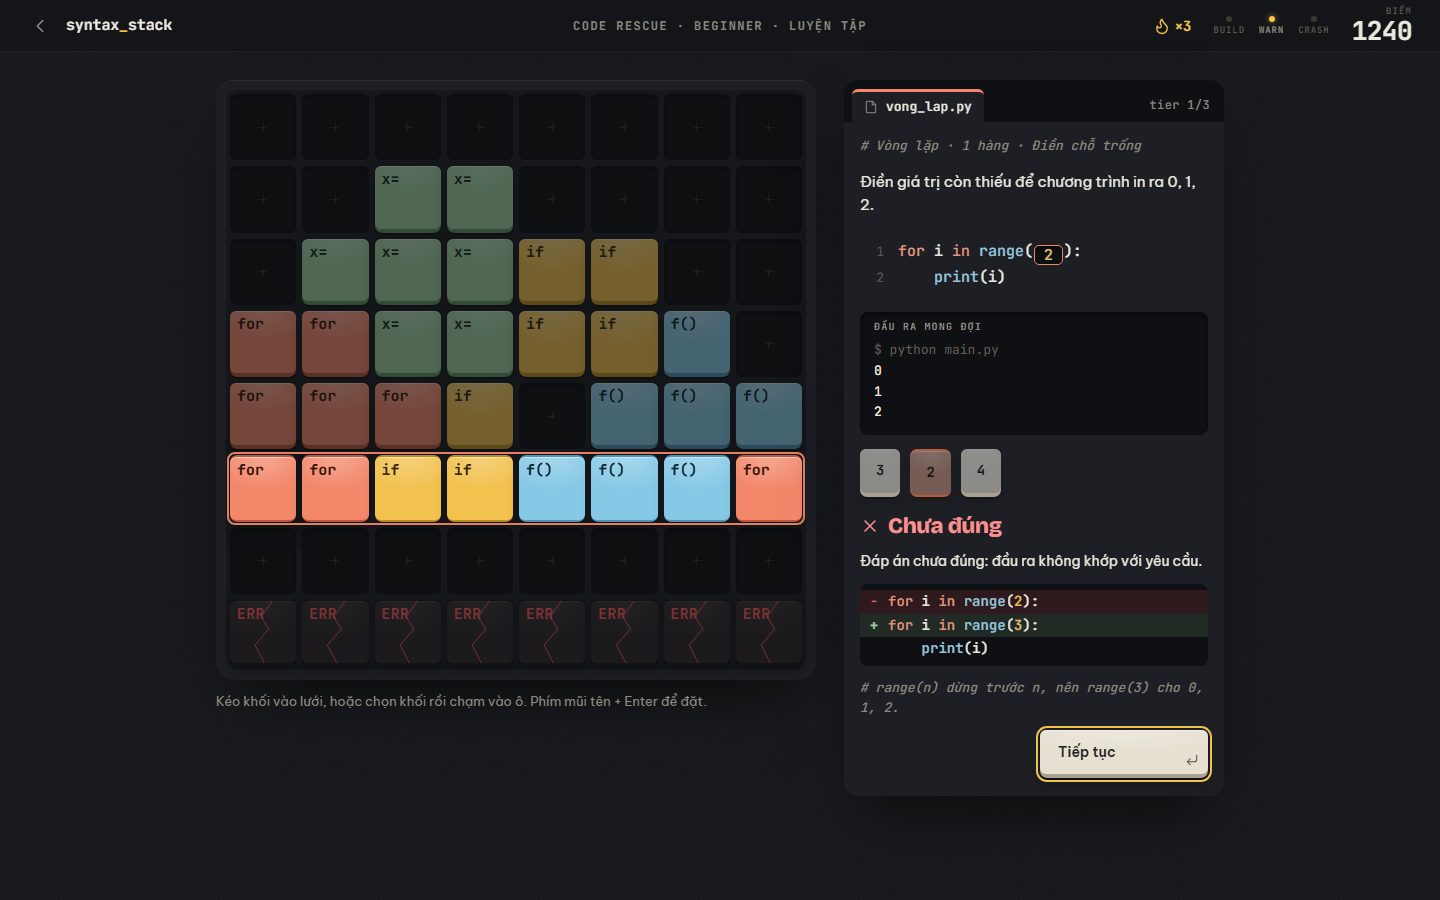 syntax_stack
CODE RESCUE · BEGINNER · LUYỆN TẬP
×3
BUILD WARN CRASH
ĐIỂM
1240
x= x=
x= x= x= if if
for for x= x= if if f()
for for for if f() f() f()
for for if if f() f() f() for
ERR ERR ERR ERR ERR ERR ERR ERR
Kéo khối vào lưới, hoặc chọn khối rồi chạm vào ô. Phím mũi tên + Enter để đặt.
vong_lap.py
tier 1/3
# Vòng lặp · 1 hàng · Điền chỗ trống
Điền giá trị còn thiếu để chương trình in ra 0, 1,
2.
1 for i in range(2):
2 print(i)
ĐẦU RA MONG ĐỢI
$ python main.py
0
1
2
3 2 4
Chưa đúng
Đáp án chưa đúng: đầu ra không khớp với yêu cầu.
- for i in range(2):
+ for i in range(3):
print(i)
# range(n) dừng trước n, nên range(3) cho 0,
1, 2.
Tiếp tục